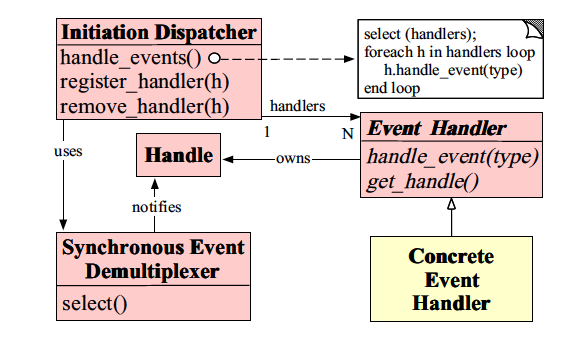 Initiation Dispatcher
handle_events()
register_handler(h)
remove_handler(h)
select (handlers);
foreach h in handlers loop
h.handle_event(type)
end loop
handlers
1
N
Event Handler
handle_event(type)
get_handle()
uses
Handle
owns
notifies
Synchronous Event
Demultiplexer
select()
Concrete
Event
Handler